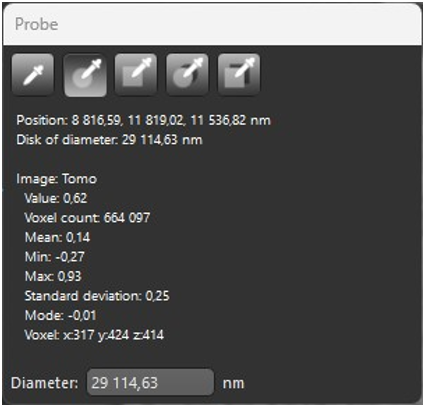 Probe
Position: 8 816,59, 11 819,02, 11 536,82 nm
Disk of diameter: 29 114,63 nm
Image: Tomo
Value: 0,62
Voxel count: 664 097
Mean: 0,14
Min: -0,27
Max: 0,93
Standard deviation: 0,25
Mode: -0,01
Voxel: x:317 y:424 z:414
Diameter: 29 114,63 nm